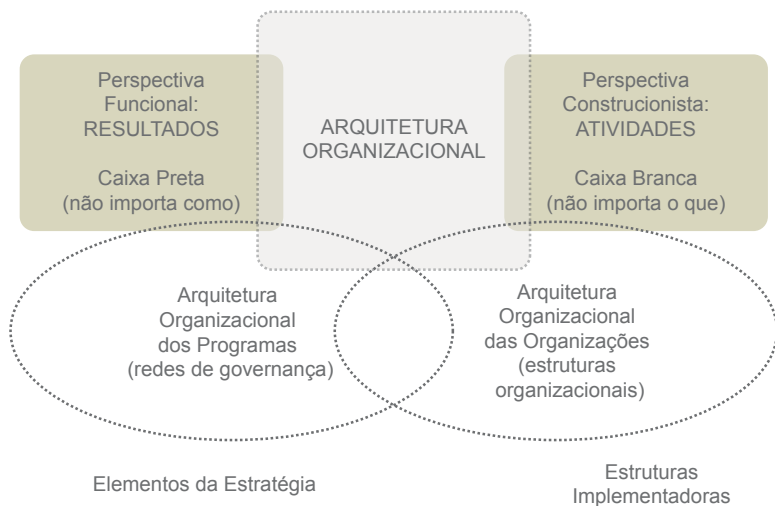 Perspectiva
Funcional:
RESULTADOS
Caixa Preta
(não importa como)
ARQUITETURA
ORGANIZACIONAL
Perspectiva
Construcionista:
ATIVIDADES
Caixa Branca
(não importa o que)
Arquitetura
Organizacional
dos Programas
(redes de governança)
Arquitetura
Organizacional
das Organizações
(estruturas
organizacionais)
Elementos da Estratégia
Estruturas
Implementadoras